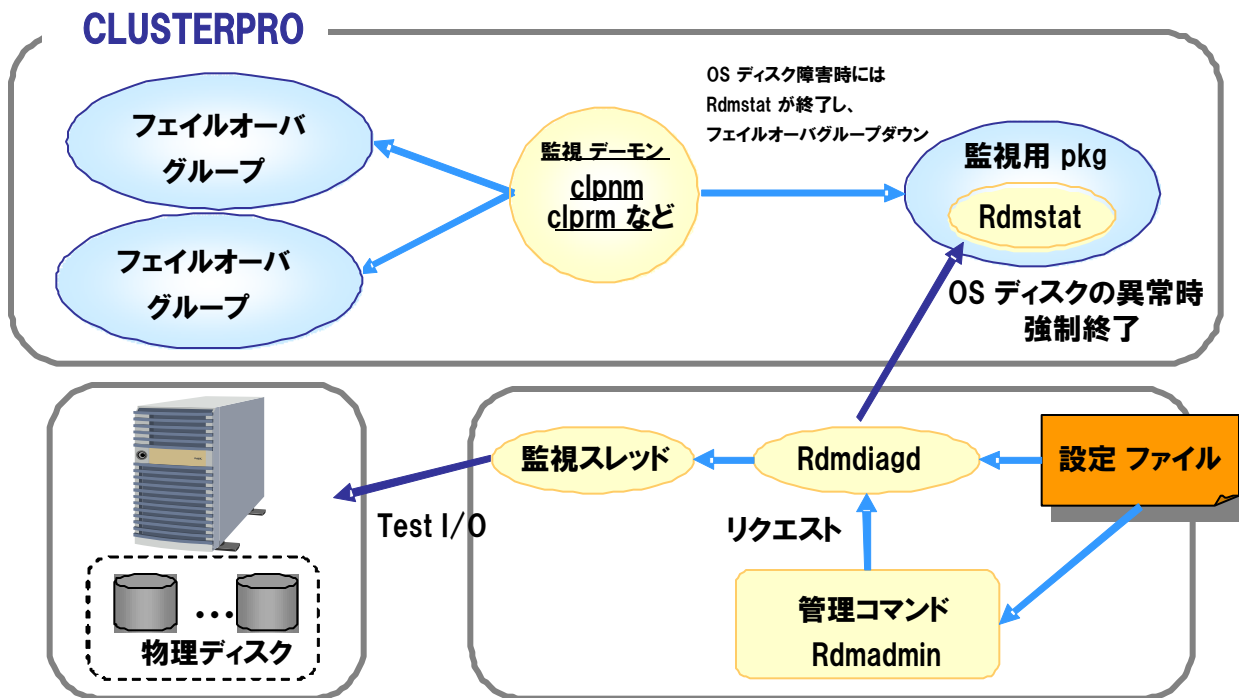 CLUSTERPRO
フェイルオーバ
グループ
フェイルオーバ
グループ
監視 デーモン
clpnm
clprm など
OS ディスク障害時には
Rdmstat が終了し、
フェイルオーバグループダウン
監視用 pkg
Rdmstat
OS ディスクの異常時
強制終了
物理ディスク
…
Test I/O
監視スレッド
Rdmdiagd
設定 ファイル
リクエスト
管理コマンド
Rdmadmin